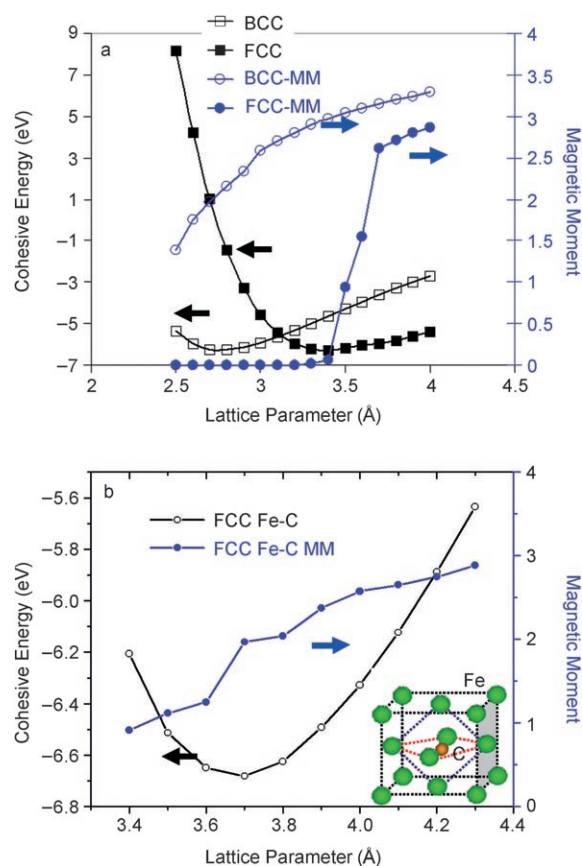 a
BCC
FCC
BCC-MM
FCC-MM
9
7
5
3
1
−1
−3
−5
−7
Cohesive Energy (eV)
4
3.5
3
2.5
2
1.5
1
0.5
0
Magnetic Moment
2 2.5 3 3.5 4 4.5
Lattice Parameter (Å)
b
FCC Fe-C
FCC Fe-C MM
−5.6
−5.8
−6.0
−6.2
−6.4
−6.6
−6.8
Cohesive Energy (eV)
4
3
2
1
0
Magnetic Moment
Fe
C
3.4 3.6 3.8 4.0 4.2 4.4
Lattice Parameter (Å)